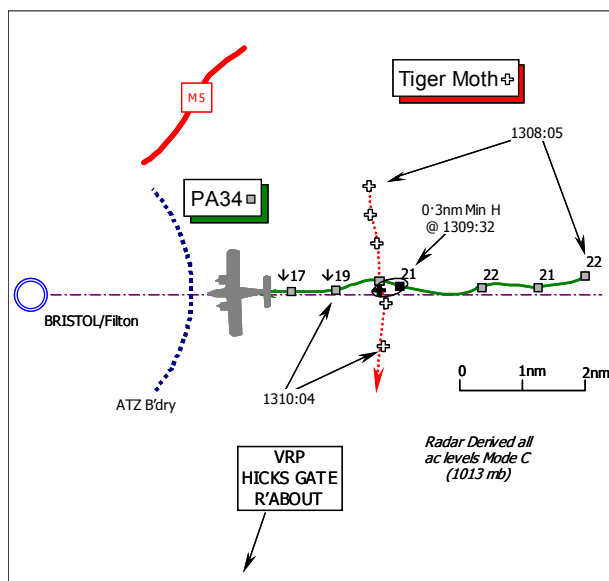 M5
Tiger Moth
1308:05
PA34
0·3nm Min H
@ 1309:32
↓17
↓19
21
22
21
22
BRISTOL/Filton
ATZ B'dry
1310:04
0
1nm
2nm
Radar Derived all
ac levels Mode C
(1013 mb)
VRP
HICKS GATE
R'ABOUT